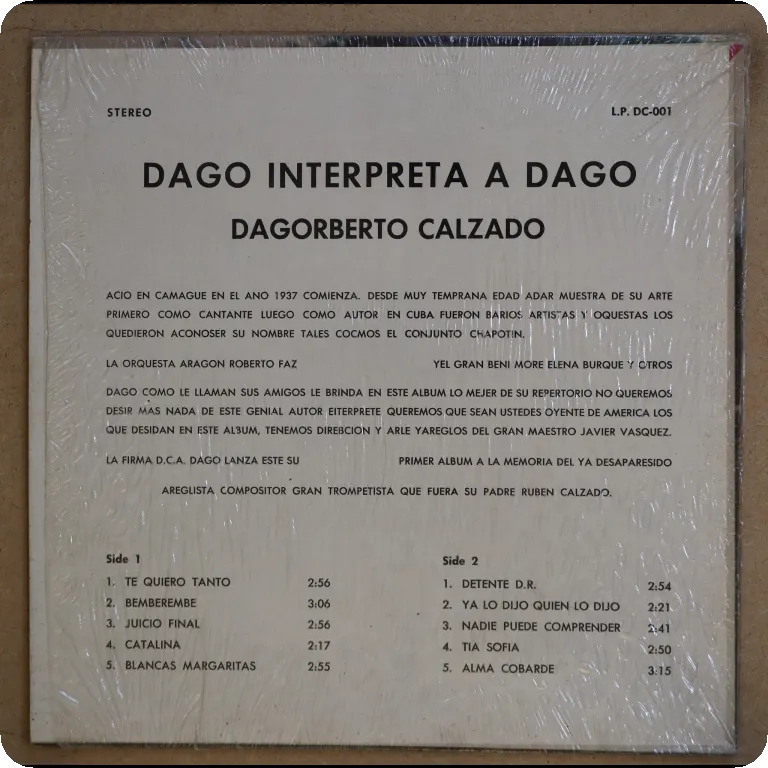 STEREO L.P. DC-001
DAGO INTERPRETA A DAGO
DAGORBERTO CALZADO
ACIO EN CAMAGUE EN EL ANO 1937 COMIENZA. DESDE MUY TEMPRANA EDAD ADAR MUESTRA DE SU ARTE
PRIMERO COMO CANTANTE LUEGO COMO AUTOR EN CUBA FUERON BARIOS ARTISTAS Y OQUESTAS LOS
QUEDIERON ACONOSER SU NOMBRE TALES COCMOS EL CONJUNTO CHAPOTIN.
LA ORQUESTA ARAGON ROBERTO FAZ YEL GRAN BENI MORE ELENA BURQUE Y OTROS
DAGO COMO LE LLAMAN SUS AMIGOS LE BRINDA EN ESTE ALBUM LO MEJER DE SU REPERTORIO NO QUEREMOS
DESIR MAS NADA DE ESTE GENIAL AUTOR EITERPRETE QUEREMOS QUE SEAN USTEDES OYENTE DE AMERICA LOS
QUE DESIDAN EN ESTE ALBUM, TENEMOS DIREBCION Y ARLE YAREGLOS DEL GRAN MAESTRO JAVIER VASQUEZ.
LA FIRMA D.C.A. DAGO LANZA ESTE SU PRIMER ALBUM A LA MEMORIA DEL YA DESAPARESIDO
AREGLISTA COMPOSITOR GRAN TROMPETISTA QUE FUERA SU PADRE RUBEN CALZADO.
Side 1
1. TE QUIERO TANTO 2:56
2. BEMBEREMBE 3:06
3. JUICIO FINAL 2:56
4. CATALINA 2:17
5. BLANCAS MARGARITAS 2:55
Side 2
1. DETENTE D.R. 2:54
2. YA LO DIJO QUIEN LO DIJO 2:21
3. NADIE PUEDE COMPRENDER 2:41
4. TIA SOFIA 2:50
5. ALMA COBARDE 3:15